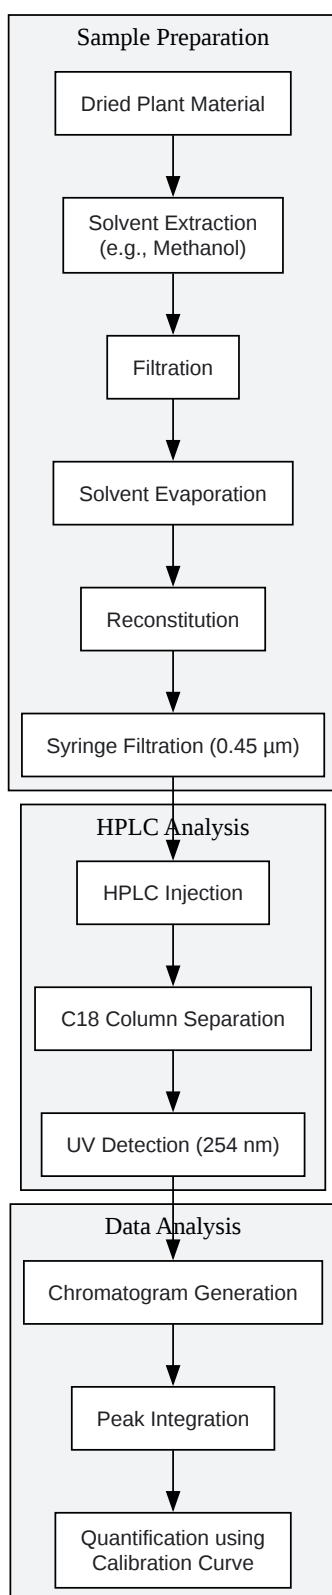 Sample Preparation
Dried Plant Material
Solvent Extraction
(e.g., Methanol)
Filtration
Solvent Evaporation
Reconstitution
Syringe Filtration (0.45 µm)
HPLC Analysis
HPLC Injection
C18 Column Separation
UV Detection (254 nm)
Data Analysis
Chromatogram Generation
Peak Integration
Quantification using
Calibration Curve